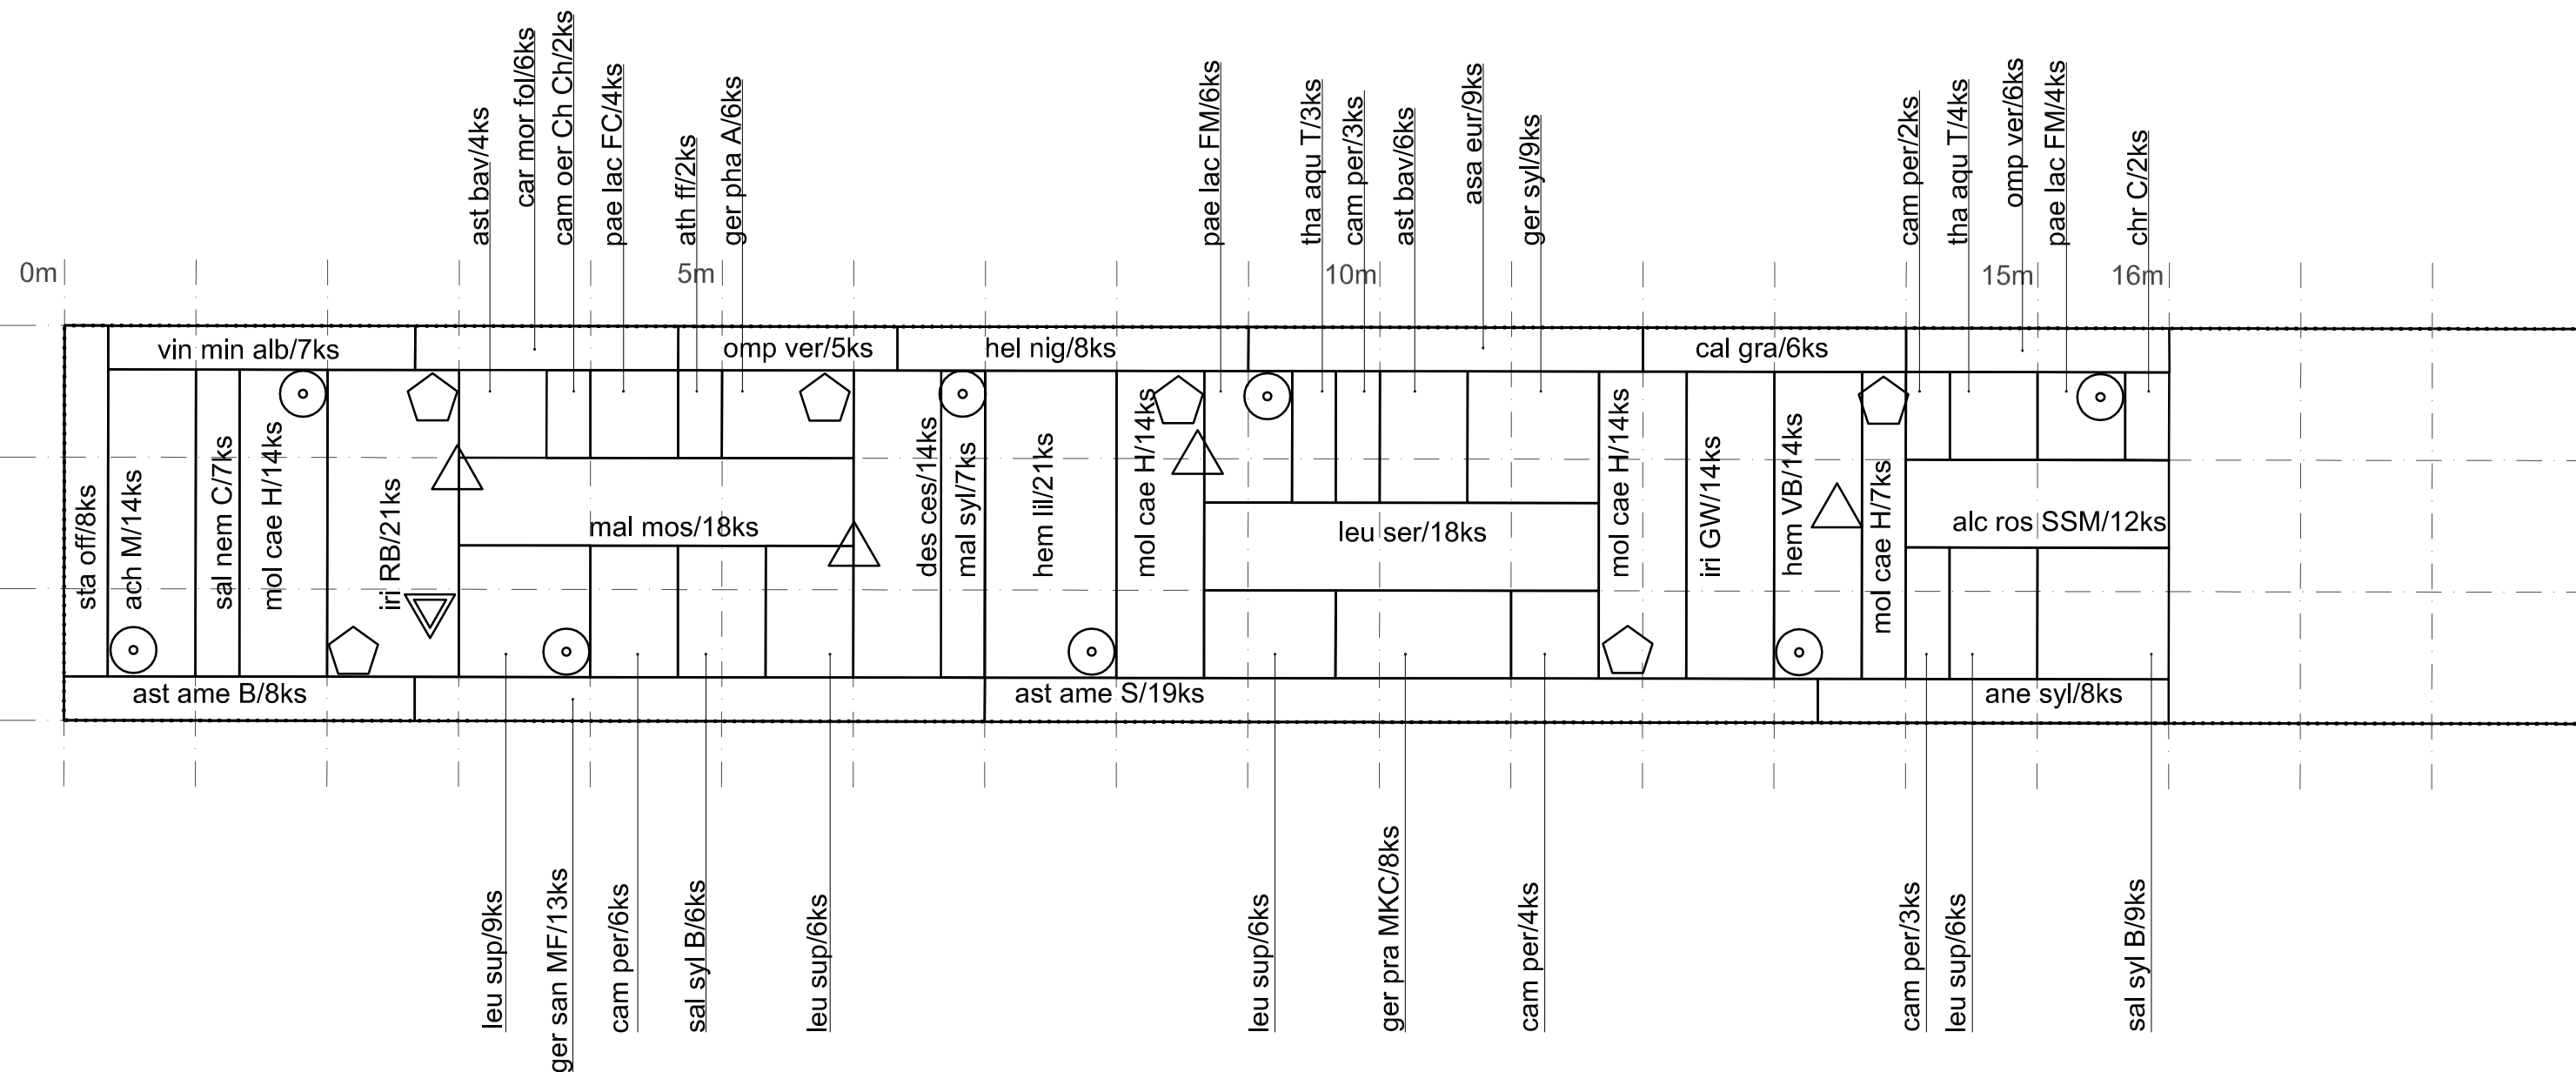 ast bav/4ks
car mor fol/6ks
cam oer Ch Ch/2ks
pae lac FC/4ks
ath ff/2ks
ger pha A/6ks
pae lac FM/6ks
tha aqu T/3ks
cam per/3ks
ast bav/6ks
asa eur/9ks
ger syl/9ks
cam per/2ks
tha aqu T/4ks
omp ver/6ks
pae lac FM/4ks
chr C/2ks
0m
5m
10m
15m
16m
vin min alb/7ks
omp ver/5ks
hel nig/8ks
cal gra/6ks
sta off/8ks
ach M/14ks
sal nem C/7ks
mol cae H/14ks
iri RB/21ks
mal mos/18ks
des ces/14ks
mal syl/7ks
hem lil/21ks
mol cae H/14ks
leu ser/18ks
mol cae H/14ks
iri GW/14ks
hem VB/14ks
mol cae H/7ks
alc ros SSM/12ks
ast ame B/8ks
ast ame S/19ks
ane syl/8ks
leu sup/9ks
ger san MF/13ks
cam per/6ks
sal syl B/6ks
leu sup/6ks
leu sup/6ks
ger pra MKC/8ks
cam per/4ks
cam per/3ks
leu sup/6ks
sal syl B/9ks